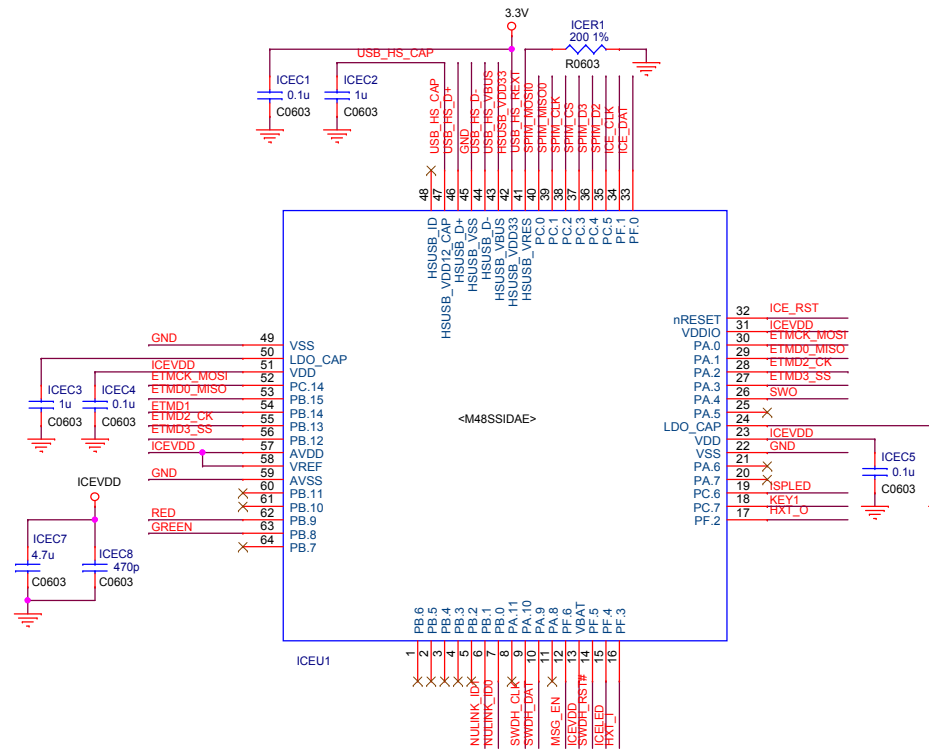 3.3V
ICER1
200 1%
R0603
USB_HS_CAP
ICEC1
0.1u
C0603
ICEC2
1u
C0603
USB_HS_CAP
USB_HS_D+
GND
USB_HS_D-
USB_HS_VBUS
HSUSB_VDD33
USB_HS_REXT
SPIM_MOSI0
SPIM_MISO0
SPIM_CLK
SPIM_CS
SPIM_D3
SPIM_D2
ICE_CLK
ICE_DAT
48 47 46 45 44 43 42 41 40 39 38 37 36 35 34 33
HSUSB_ID
HSUSB_VDD12_CAP
HSUSB_D+
HSUSB_VSS
HSUSB_D-
HSUSB_VBUS
HSUSB_VDD33
HSUSB_VRES
PC.0
PC.1
PC.2
PC.3
PC.4
PC.5
PF.1
PF.0
GND 49 VSS
50 LDO_CAP
ICEVDD 51 VDD
ETMCK_MOSI 52 PC.14
ETMD0_MISO 53 PB.15
ETMD1 54 PB.14
ETMD2_CK 55 PB.13
ETMD3_SS 56 PB.12
ICEVDD 57 AVDD
58 VREF
GND 59 AVSS
60 PB.11
61 PB.10
RED 62 PB.9
GREEN 63 PB.8
64 PB.7
ICEC3
1u
C0603
ICEC4
0.1u
C0603
ICEVDD
ICEC7
4.7u
C0603
ICEC8
470p
C0603
<M48SSIDAE>
nRESET 32 ICE_RST
VDDIO 31 ICEVDD
PA.0 30 ETMCK_MOSI
PA.1 29 ETMD0_MISO
PA.2 28 ETMD2_CK
PA.3 27 ETMD3_SS
PA.4 26 SWO
PA.5 25
LDO_CAP 24
VDD 23 ICEVDD
VSS 22 GND
PA.6 21
PA.7 20
PC.6 19 ISPLED
PC.7 18 KEY1
PF.2 17 HXT_O
ICEC5
0.1u
C0603
PB.6
PB.5
PB.4
PB.3
PB.2
PB.1
PB.0
PA.11
PA.10
PA.9
PA.8
PF.6
VBAT
PF.5
PF.4
PF.3
ICEU1
1 2 3 4 5 6 7 8 9 10 11 12 13 14 15 16
NULINK_ID1
NULINK_ID0
SWDH_CLK
SWDH_DAT
MSG_EN
ICEVDD
SWDH_RST#
ICELED
HXT_I